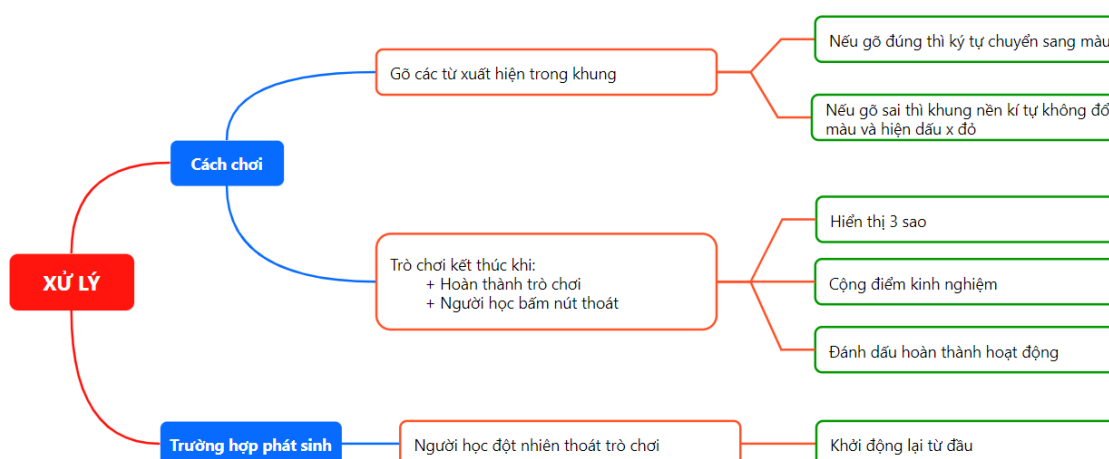 XỬ LÝ
Cách chơi
Gõ các từ xuất hiện trong khung
Nếu gõ đúng thì ký tự chuyển sang màu
Nếu gõ sai thì khung nền kí tự không
màu và hiện dấu x đỏ
Trò chơi kết thúc khi:
+ Hoàn thành trò chơi
+ Người học bấm nút thoát
Hiển thị 3 sao
Cộng điểm kinh nghiệm
Đánh dấu hoàn thành hoạt động
Trường hợp phát sinh
Người học đột nhiên thoát trò chơi
Khởi động lại từ đầu